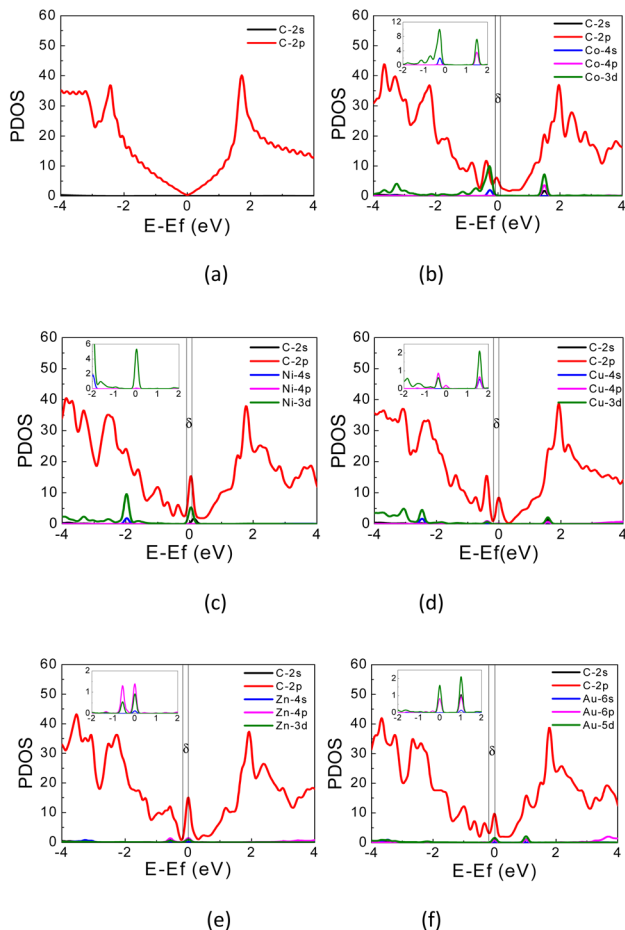 60
50
40
30
20
10
0
PDOS
-4 -2 0 2 4
E-Ef (eV)
C-2s
C-2p
(a)
60
50
40
30
20
10
0
PDOS
-4 -2 0 2 4
E-Ef (eV)
12
8
4
0
-2 -1 0 1 2
δ
C-2s
C-2p
Co-4s
Co-4p
Co-3d
(b)
60
50
40
30
20
10
0
PDOS
-4 -2 0 2 4
E-Ef (eV)
6
4
2
0
-2 -1 0 1 2
δ
C-2s
C-2p
Ni-4s
Ni-4p
Ni-3d
(c)
60
50
40
30
20
10
0
PDOS
-4 -2 0 2 4
E-Ef(eV)
2
1
0
-2 -1 0 1 2
δ
C-2s
C-2p
Cu-4s
Cu-4p
Cu-3d
(d)
60
50
40
30
20
10
0
PDOS
-4 -2 0 2 4
E-Ef (eV)
2
1
0
-2 -1 0 1 2
δ
C-2s
C-2p
Zn-4s
Zn-4p
Zn-3d
(e)
60
50
40
30
20
10
0
PDOS
-4 -2 0 2 4
E-Ef (eV)
2
1
0
-2 -1 0 1 2
δ
C-2s
C-2p
Au-6s
Au-6p
Au-5d
(f)